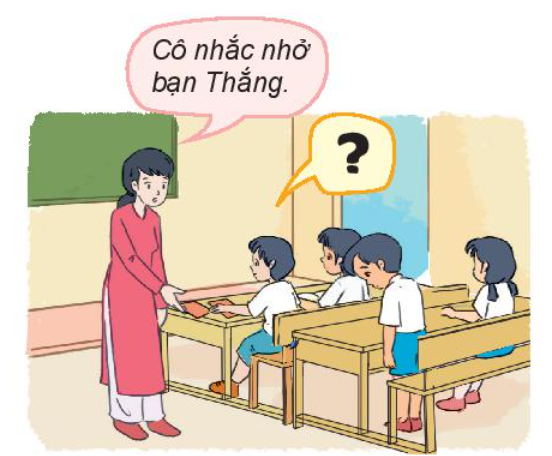 Cô nhắc nhở
bạn Thắng.
?